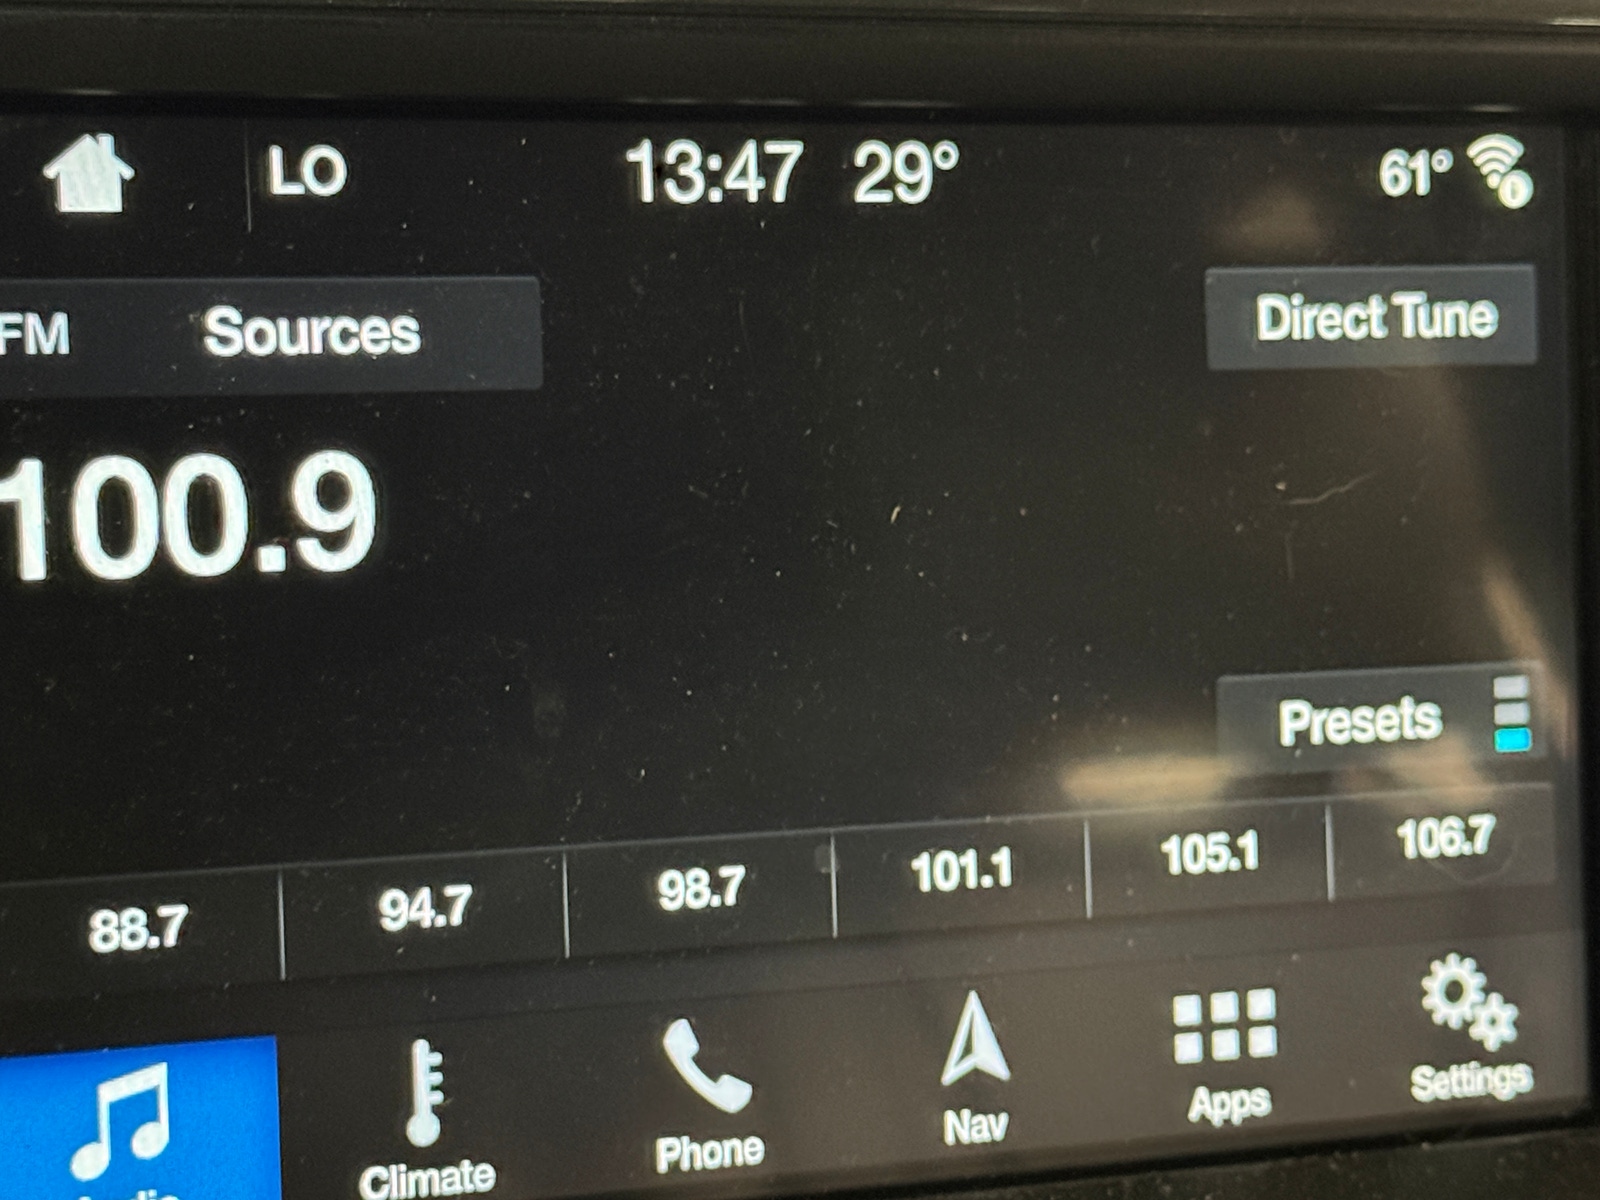 LO 13:47 29° 61°
FM Sources Direct Tune
100.9
Presets
88.7 94.7 98.7 101.1 105.1 106.7
Climate Phone Nav Apps Settings